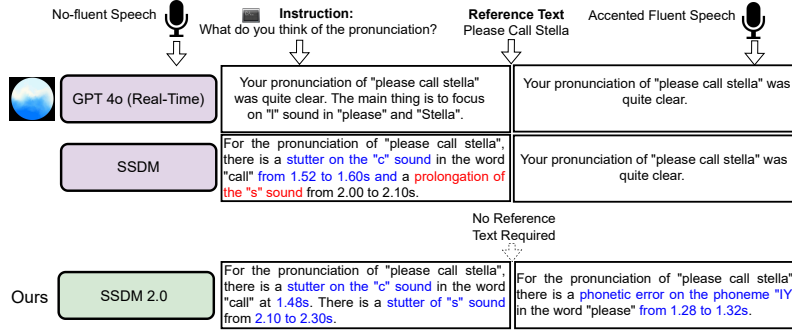 No-fluent Speech
Instruction:
What do you think of the pronunciation?
Reference Text
Please Call Stella
Accented Fluent Speech
GPT 4o (Real-Time)
Your pronunciation of "please call stella"
was quite clear. The main thing is to focus
on "l" sound in "please" and "Stella".
Your pronunciation of "please call stella" was
quite clear.
SSDM
For the pronunciation of "please call stella",
there is a stutter on the "c" sound in the word
"call" from 1.52 to 1.60s and a prolongation of
the "s" sound from 2.00 to 2.10s.
Your pronunciation of "please call stella" was
quite clear.
No Reference
Text Required
Ours
SSDM 2.0
For the pronunciation of "please call stella",
there is a stutter on the "c" sound in the word
"call" at 1.48s. There is a stutter of "s" sound
from 2.10 to 2.30s.
For the pronunciation of "please call stella"
there is a phonetic error on the phoneme "IY
in the word "please" from 1.28 to 1.32s.